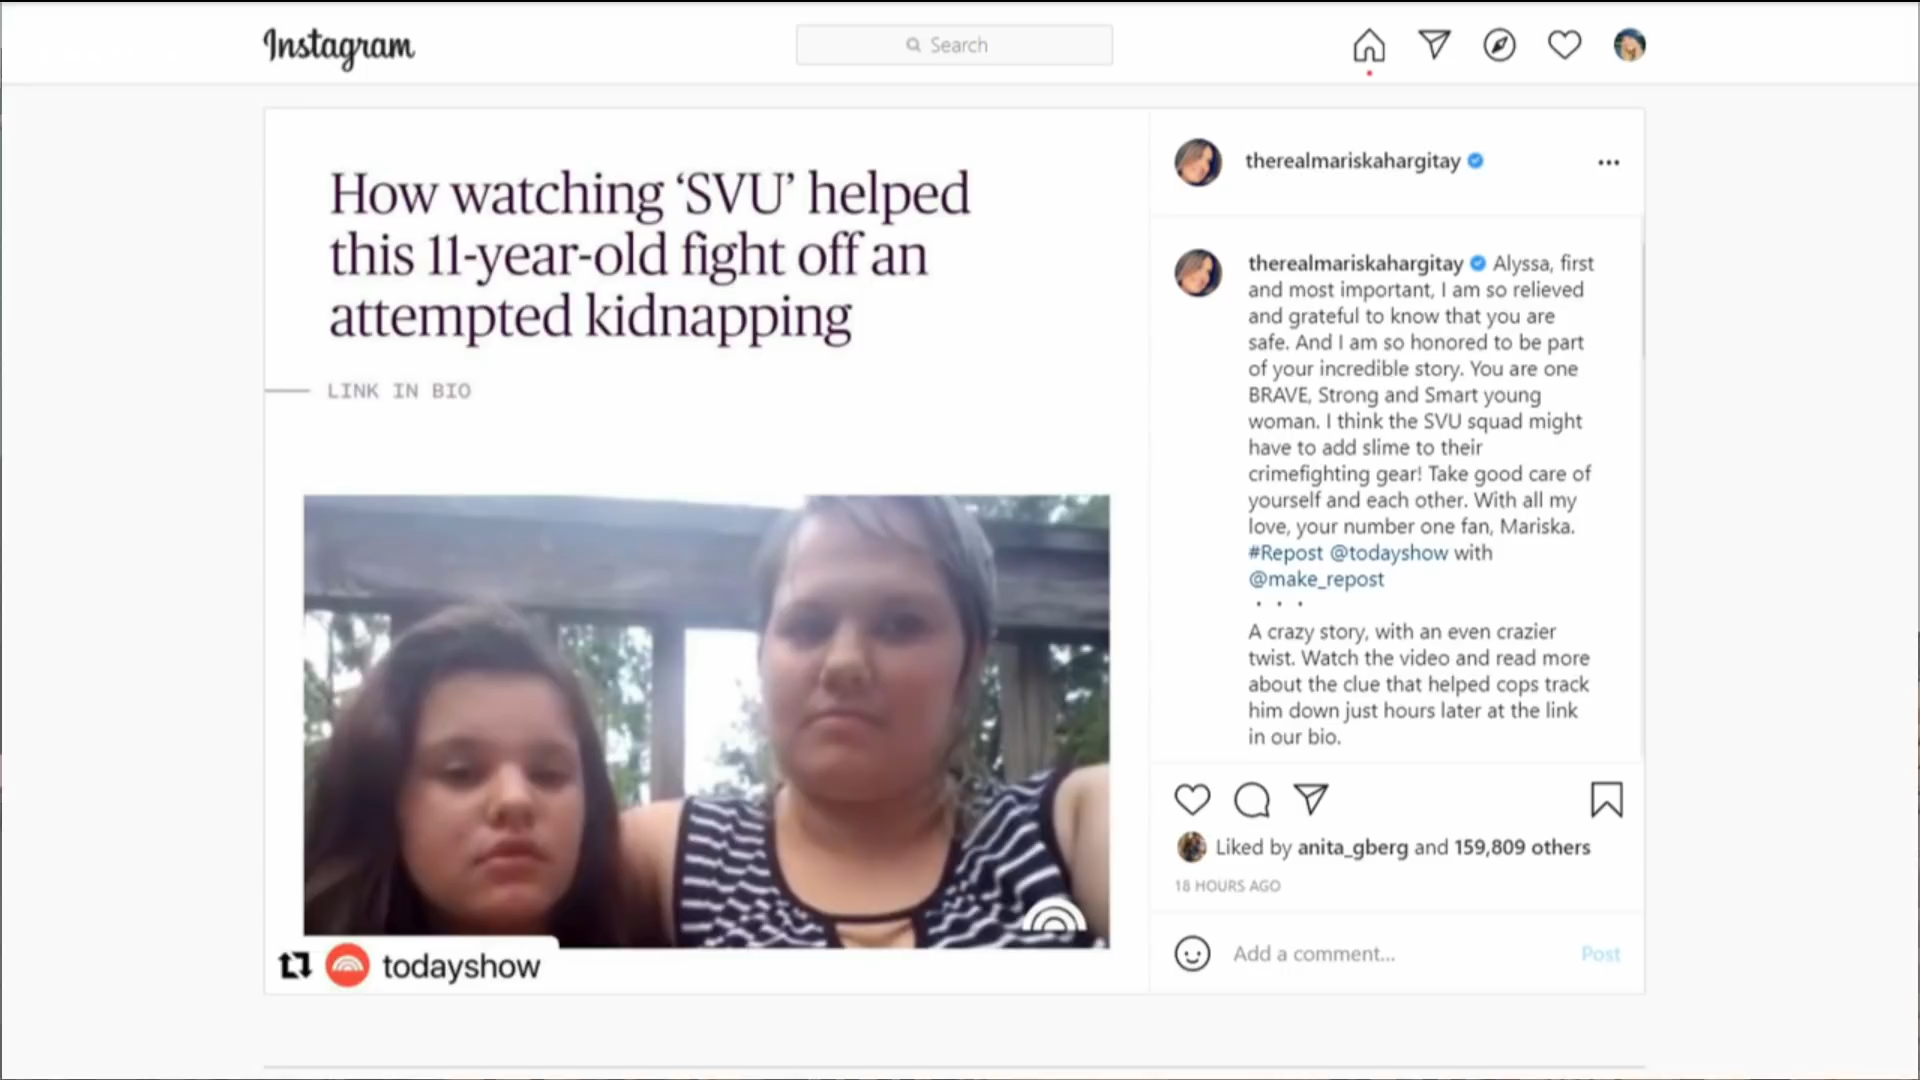 Instagram
Search
How watching ‘SVU’ helped
this 11-year-old fight off an
attempted kidnapping
LINK IN BIO
todayshow
therealmariskahargitay
therealmariskahargitay Alyssa, first
and most important, I am so relieved
and grateful to know that you are
safe. And I am so honored to be part
of your incredible story. You are one
BRAVE, Strong and Smart young
woman. I think the SVU squad might
have to add slime to their
crimefighting gear! Take good care of
yourself and each other. With all my
love, your number one fan, Mariska.
#Repost @todayshow with
@make_repost
・・・
A crazy story, with an even crazier
twist. Watch the video and read more
about the clue that helped cops track
him down just hours later at the link
in our bio.
Liked by anita_gberg and 159,809 others
18 HOURS AGO
Add a comment...
Post